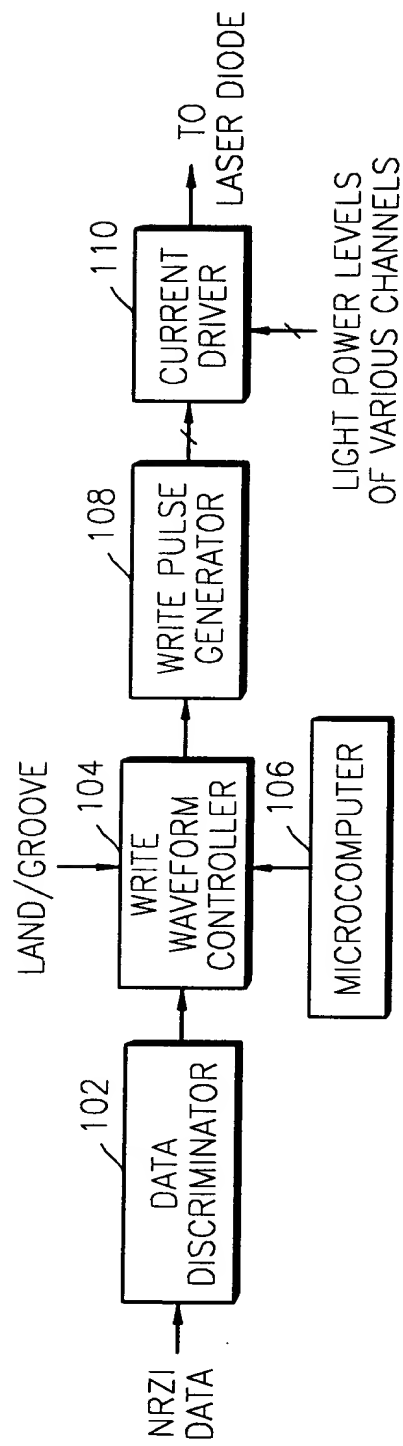 NRZI
DATA
102
DATA
DISCRIMINATOR
LAND/GROOVE
104
WRITE
WAVEFORM
CONTROLLER
106
MICROCOMPUTER
108
WRITE PULSE
GENERATOR
110
CURRENT
DRIVER
TO
LASER DIODE
LIGHT POWER LEVELS
OF VARIOUS CHANNELS